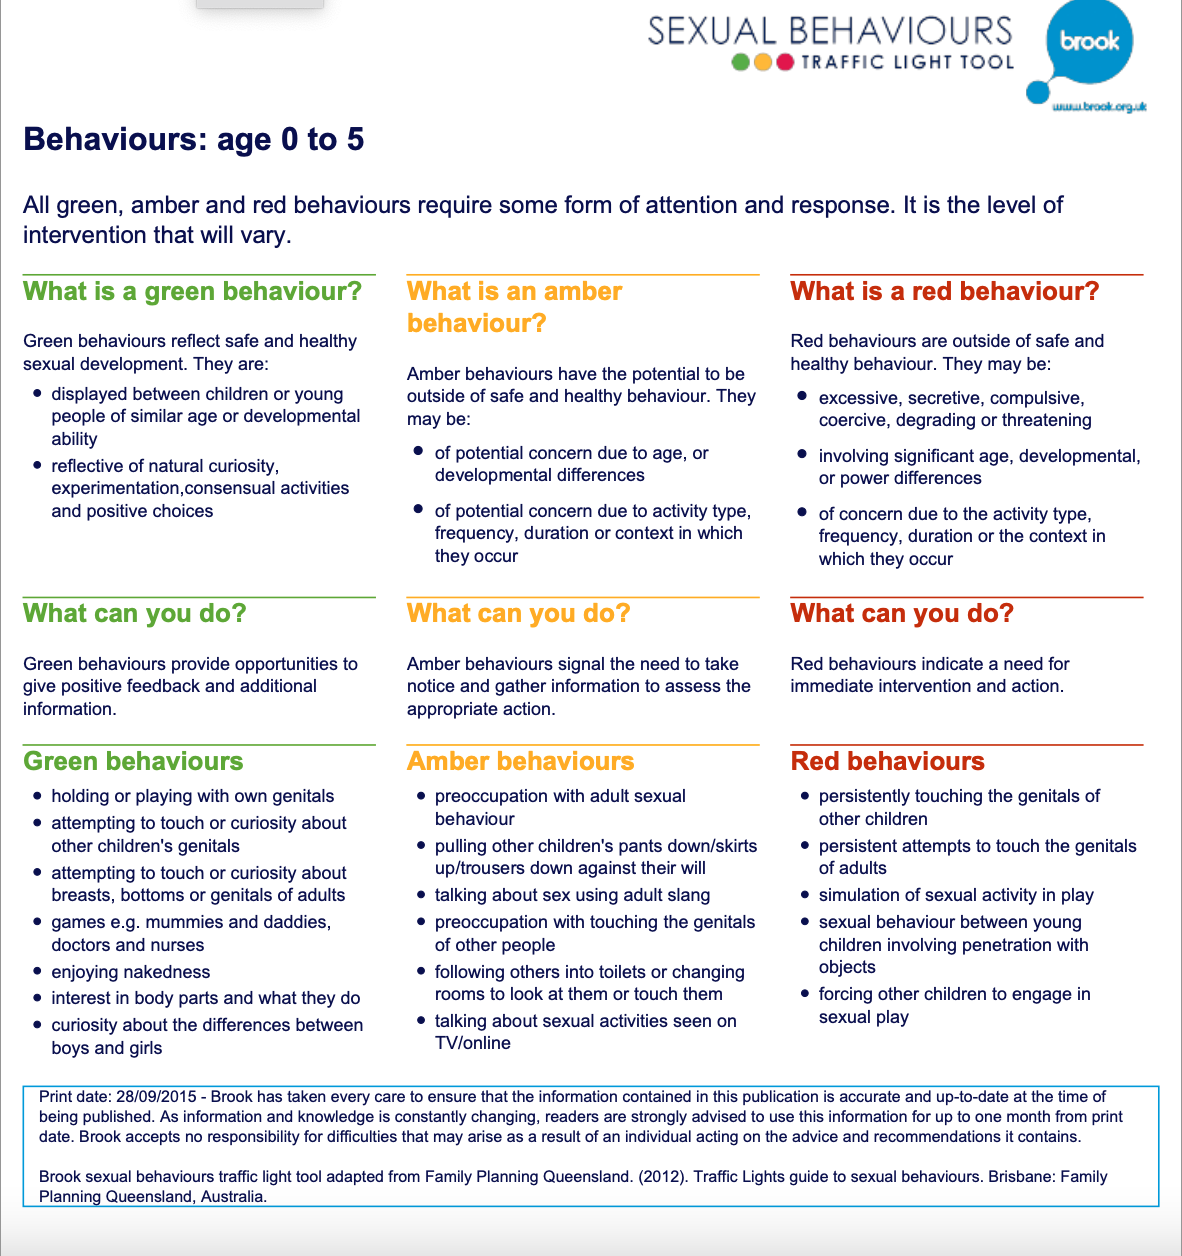 SEXUAL BEHAVIOURS
TRAFFIC LIGHT TOOL
brook
www.brook.org.uk
Behaviours: age 0 to 5
All green, amber and red behaviours require some form of attention and response. It is the level of
intervention that will vary.
What is a green behaviour?
Green behaviours reflect safe and healthy
sexual development. They are:
• displayed between children or young
people of similar age or developmental
ability
• reflective of natural curiosity,
experimentation,consensual activities
and positive choices
What is an amber
behaviour?
Amber behaviours have the potential to be
outside of safe and healthy behaviour. They
may be:
• of potential concern due to age, or
developmental differences
• of potential concern due to activity type,
frequency, duration or context in which
they occur
What is a red behaviour?
Red behaviours are outside of safe and
healthy behaviour. They may be:
• excessive, secretive, compulsive,
coercive, degrading or threatening
• involving significant age, developmental,
or power differences
• of concern due to the activity type,
frequency, duration or the context in
which they occur
What can you do?
Green behaviours provide opportunities to
give positive feedback and additional
information.
What can you do?
Amber behaviours signal the need to take
notice and gather information to assess the
appropriate action.
What can you do?
Red behaviours indicate a need for
immediate intervention and action.
Green behaviours
• holding or playing with own genitals
• attempting to touch or curiosity about
other children's genitals
• attempting to touch or curiosity about
breasts, bottoms or genitals of adults
• games e.g. mummies and daddies,
doctors and nurses
• enjoying nakedness
• interest in body parts and what they do
• curiosity about the differences between
boys and girls
Amber behaviours
• preoccupation with adult sexual
behaviour
• pulling other children's pants down/skirts
up/trousers down against their will
• talking about sex using adult slang
• preoccupation with touching the genitals
of other people
• following others into toilets or changing
rooms to look at them or touch them
• talking about sexual activities seen on
TV/online
Red behaviours
• persistently touching the genitals of
other children
• persistent attempts to touch the genitals
of adults
• simulation of sexual activity in play
• sexual behaviour between young
children involving penetration with
objects
• forcing other children to engage in
sexual play
Print date: 28/09/2015 - Brook has taken every care to ensure that the information contained in this publication is accurate and up-to-date at the time of
being published. As information and knowledge is constantly changing, readers are strongly advised to use this information for up to one month from print
date. Brook accepts no responsibility for difficulties that may arise as a result of an individual acting on the advice and recommendations it contains.
Brook sexual behaviours traffic light tool adapted from Family Planning Queensland. (2012). Traffic Lights guide to sexual behaviours. Brisbane: Family
Planning Queensland, Australia.